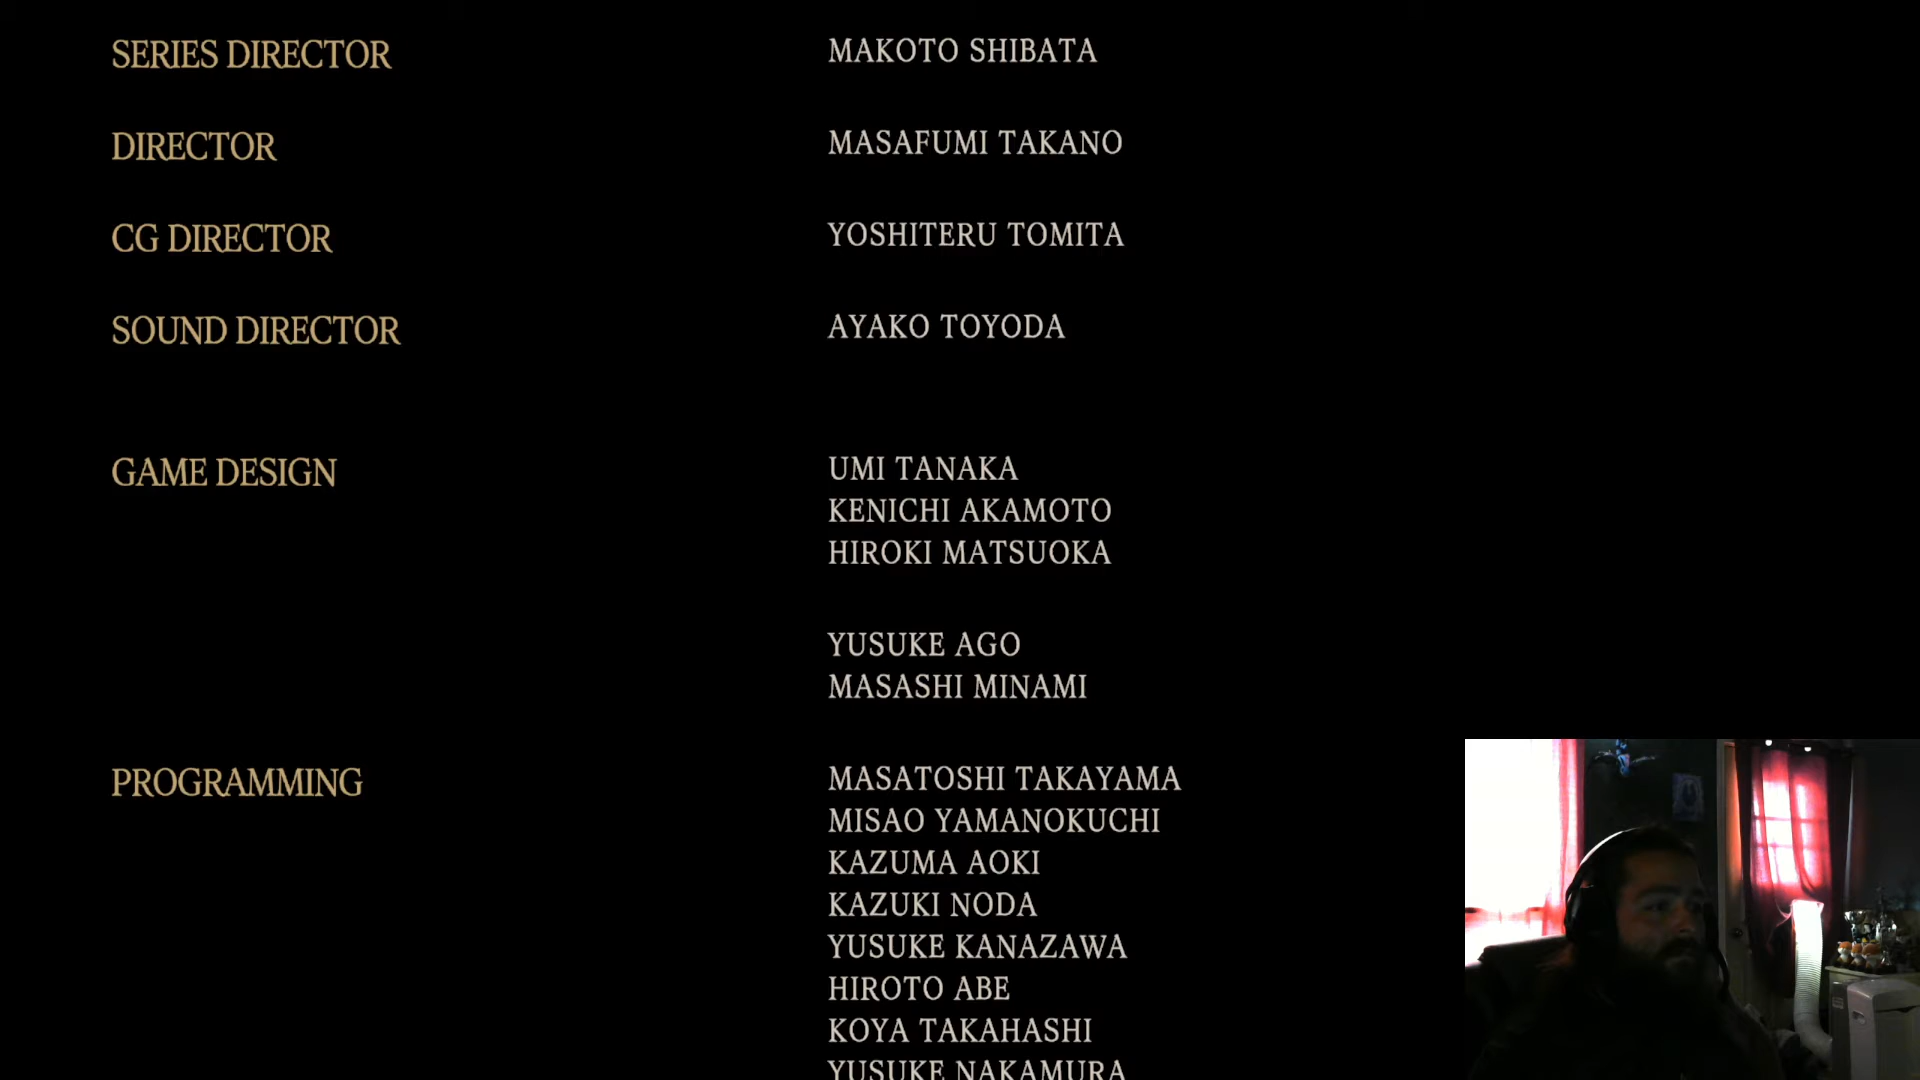 SERIES DIRECTOR MAKOTO SHIBATA
DIRECTOR MASAFUMI TAKANO
CG DIRECTOR YOSHITERU TOMITA
SOUND DIRECTOR AYAKO TOYODA
GAME DESIGN UMI TANAKA
KENICHI AKAMOTO
HIROKI MATSUOKA
YUSUKE AGO
MASASHI MINAMI
PROGRAMMING MASATOSHI TAKAYAMA
MISAO YAMANOKUCHI
KAZUMA AOKI
KAZUKI NODA
YUSUKE KANAZAWA
HIROTO ABE
KOYA TAKAHASHI
YUSUKE NAKAMURA